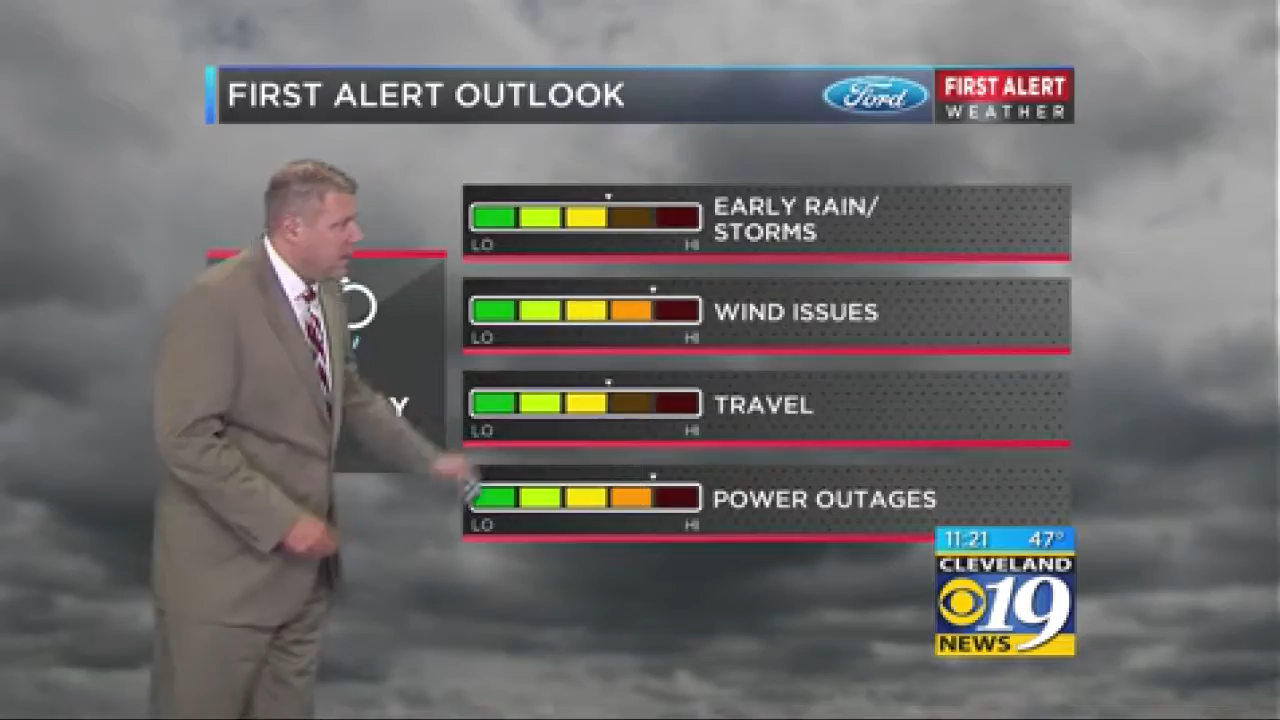 FIRST ALERT OUTLOOK
Ford
FIRST ALERT
WEATHER
EARLY RAIN/
STORMS
LO
HI
WIND ISSUES
LO
HI
TRAVEL
LO
HI
Y
POWER OUTAGES
LO
HI
11:21 47°
CLEVELAND
19
NEWS